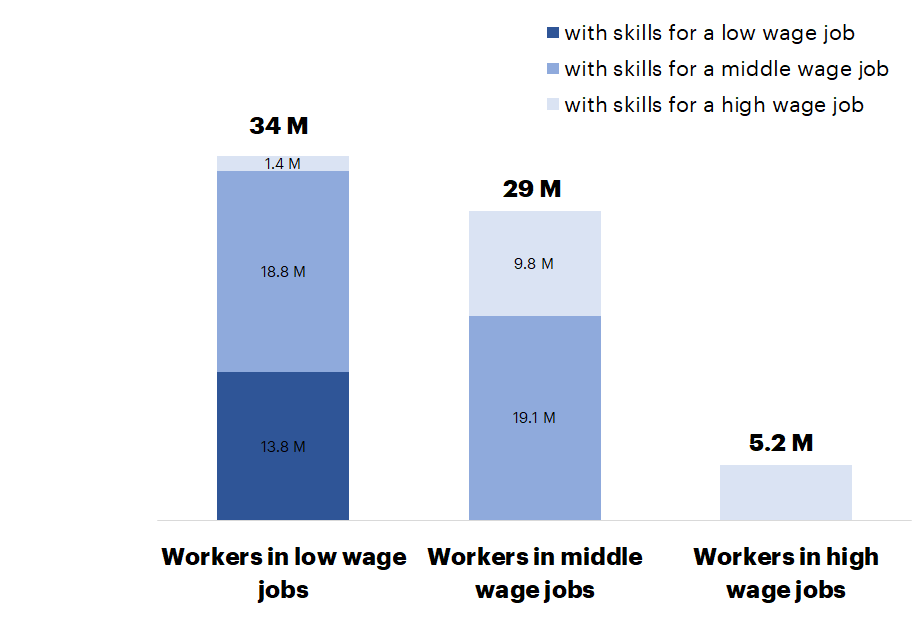 with skills for a low wage job
with skills for a middle wage job
with skills for a high wage job
34 M
1.4 M
18.8 M
13.8 M
29 M
9.8 M
19.1 M
5.2 M
Workers in low wage
jobs
Workers in middle
wage jobs
Workers in high
wage jobs